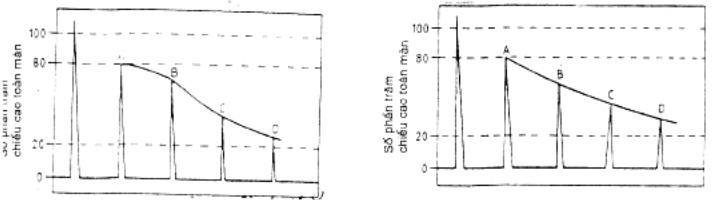 100
80
20
0
Số phần trăm
chiều cao toàn màn
B
C
D
100
80
20
0
Số phần trăm
chiều cao toàn màn
A
B
C
D